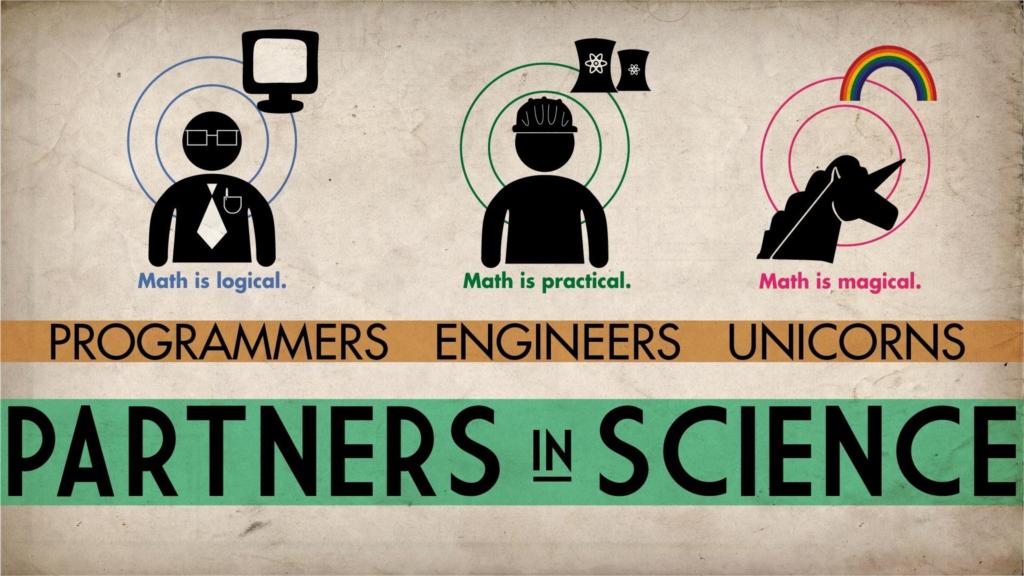 Math is logical.
Math is practical.
Math is magical.
PROGRAMMERS ENGINEERS UNICORNS
PARTNERS IN SCIENCE